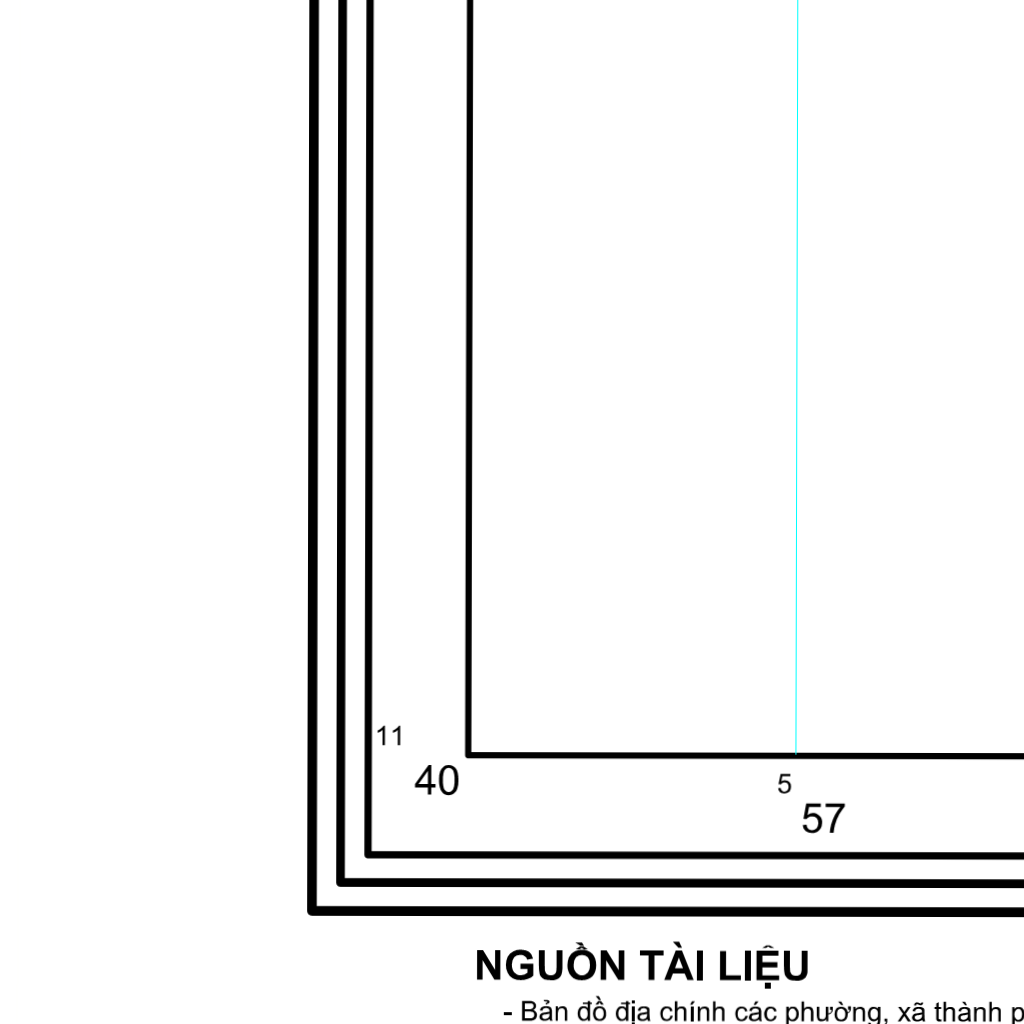 11
40
5
57
NGUỒN TÀI LIỆU
- Bản đồ địa chính các phường, xã thành